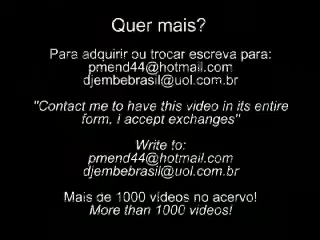 Quer mais?
Para adquirir ou trocar escreva para:
pmend44@hotmail.com
djembebrasil@uol.com.br
"Contact me to have this video in its entire
form, I accept exchanges"
Write to:
pmend44@hotmail.com
djembebrasil@uol.com.br
Mais de 1000 vídeos no acervo!
More than 1000 videos!